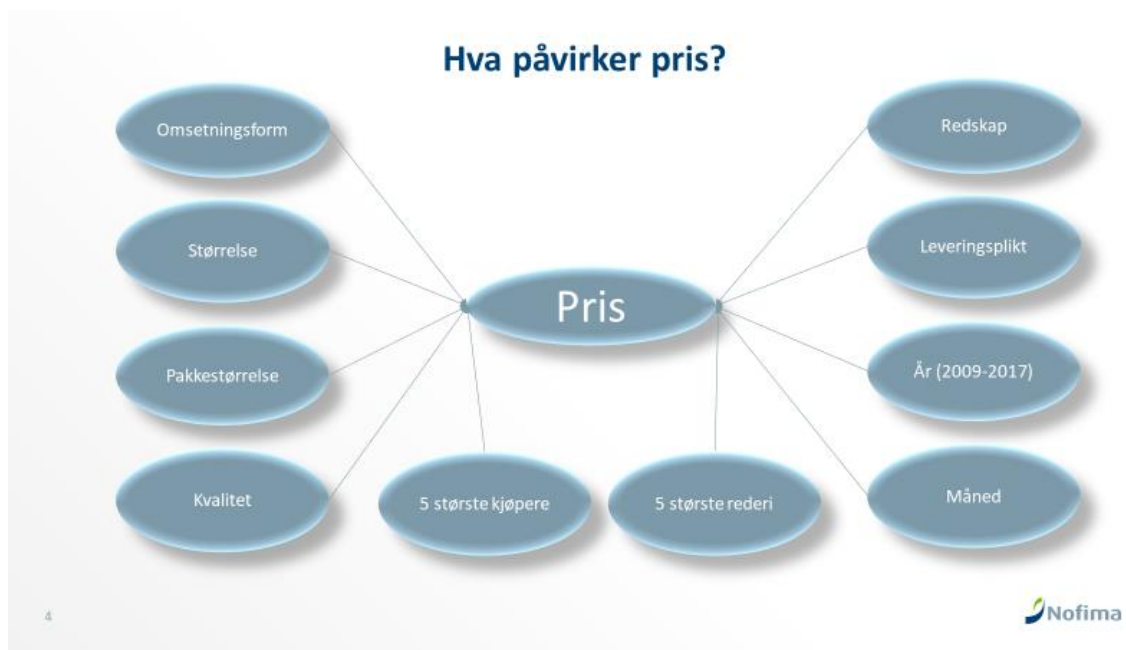 Hva påvirker pris?
Omsetningsform
Redskap
Størrelse
Leveringsplikt
Pris
Pakkestørrelse
År (2009-2017)
Kvalitet
5 største kjøpere
5 største rederi
Måned
4
Nofima